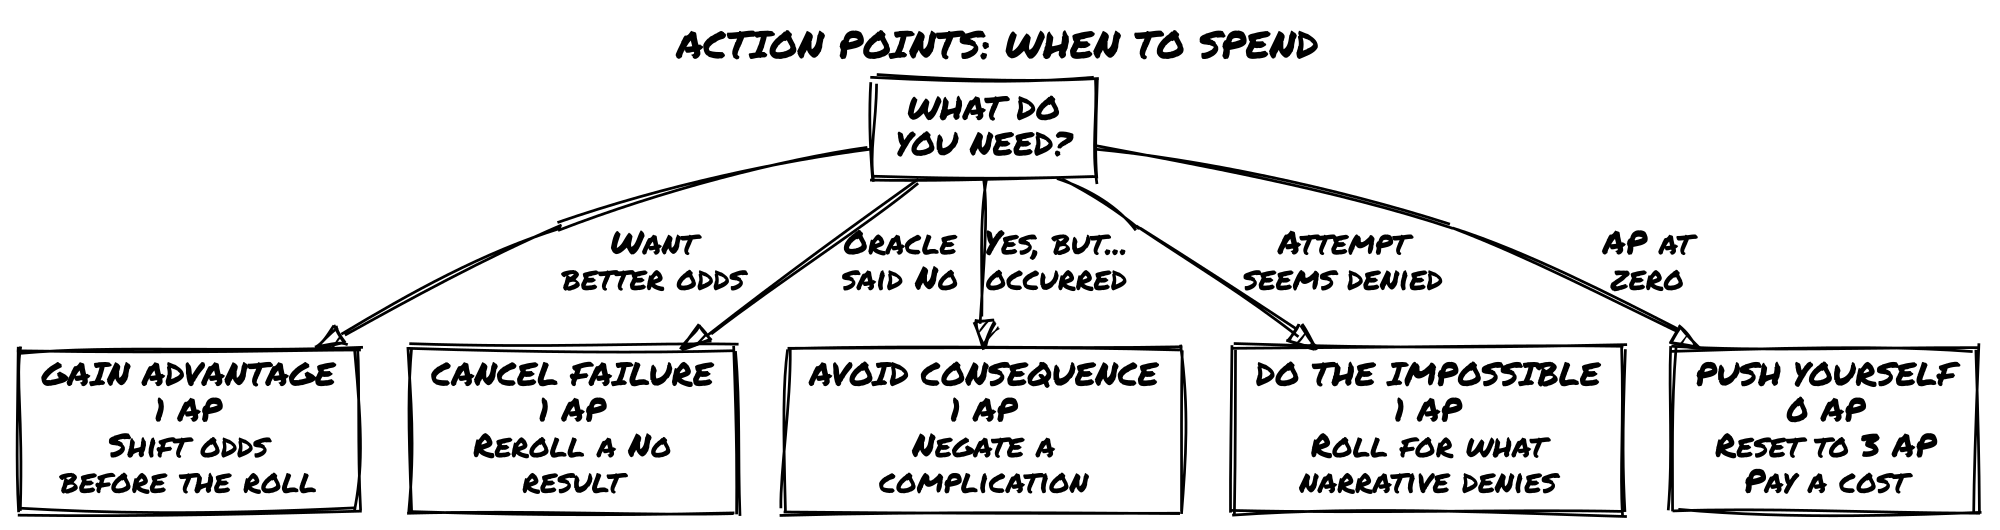 ACTION POINTS: WHEN TO SPEND
WHAT DO
YOU NEED?
WANT
BETTER ODDS
ORACLE
SAID NO
YES, BUT...
OCCURRED
ATTEMPT
SEEMS DENIED
AP AT
ZERO
GAIN ADVANTAGE
1 AP
SHIFT ODDS
BEFORE THE ROLL
CANCEL FAILURE
1 AP
REROLL A NO
RESULT
AVOID CONSEQUENCE
1 AP
NEGATE A
COMPLICATION
DO THE IMPOSSIBLE
1 AP
ROLL FOR WHAT
NARRATIVE DENIES
PUSH YOURSELF
0 AP
RESET TO 3 AP
PAY A COST